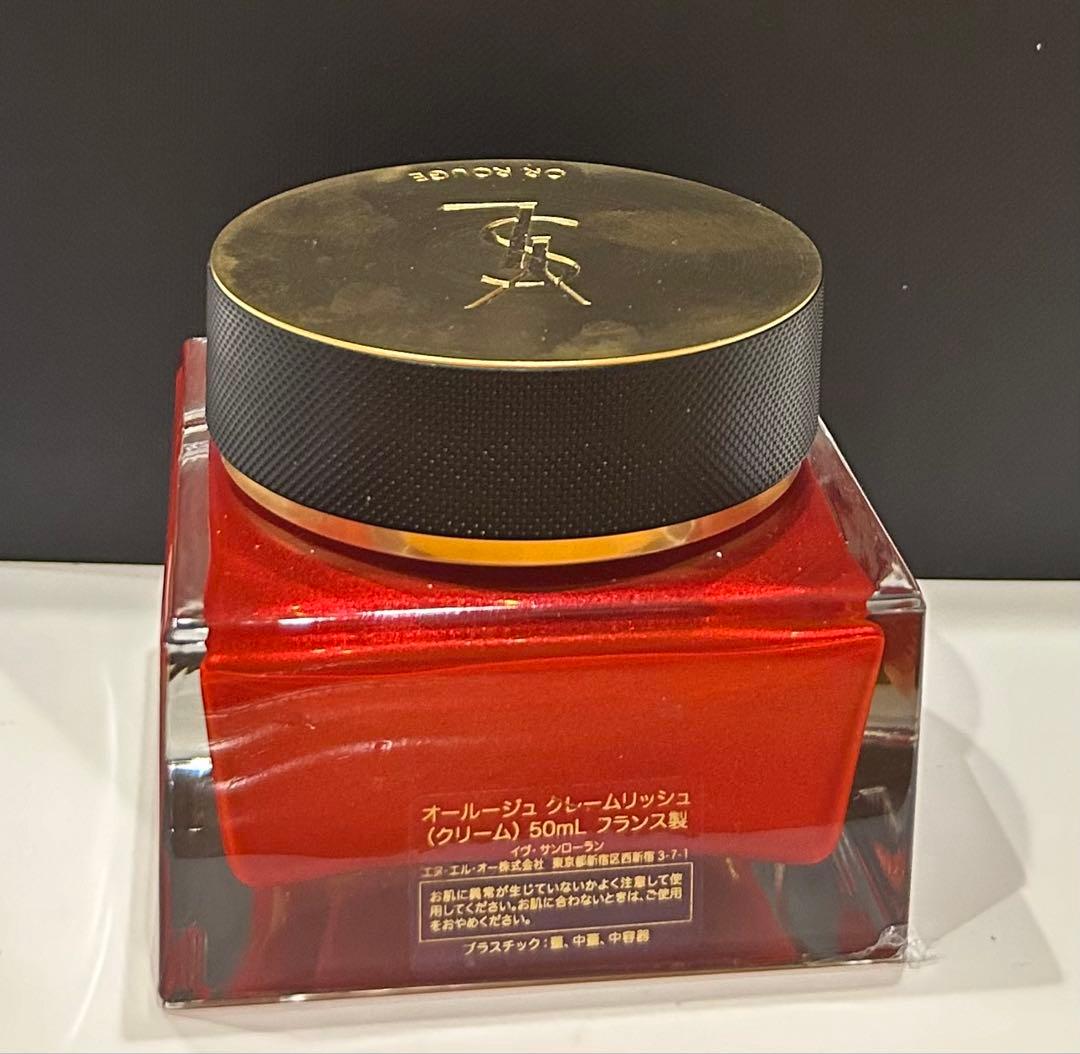 OR ROUGE
YSL
オールージュ クレームリッシュ
(クリーム) 50mL フランス製
イヴ・サンローラン
エヌ・エル・オー株式会社 東京都新宿区西新宿 3-7-1
お肌に異常が生じていないかよく注意して使
用してください。お肌に合わないときは、ご使用
をおやめください。
プラスチック：蓋、中蓋、中容器